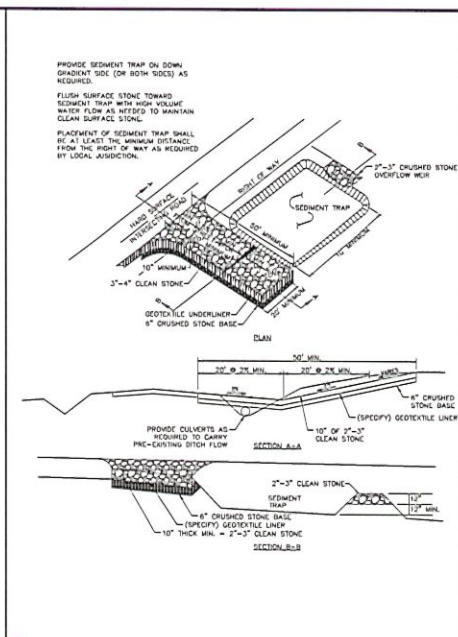 PROVIDE SEDIMENT TRAP ON DOWN
GRADIENT SIDE (OR BOTH SIDES) AS
REQUIRED.
FLUSH SURFACE STONE TOWARD
SEDIMENT TRAP WITH HIGH VOLUME
WATER FLOW AS NEEDED TO MAINTAIN
CLEAN SURFACE STONE.
PLACEMENT OF SEDIMENT TRAP SHALL
BE AT LEAST THE MINIMUM DISTANCE
FROM THE RIGHT OF WAY AS REQUIRED
BY LOCAL JUSIDICTION.
2"-3" CRUSHED STONE
OVERFLOW WEIR
RIGHT OF WAY
SEDIMENT TRAP
HARD SURFACE
INTERSECTING ROAD
50' MINIMUM
MINIMUM
10" MINIMUM
3"-4" CLEAN STONE
20' MINIMUM
GEOTEXTILE UNDERLINER
6" CRUSHED STONE BASE
PLAN
50' MIN.
20' @ 2% MIN.
20' @ 2% MIN.
VARIES
6" CRUSHED
STONE BASE
(SPECIFY) GEOTEXTILE LINER
10" OF 2"-3"
CLEAN STONE
PROVIDE CULVERTS AS
REQUIRED TO CARRY
PRE-EXISTING DITCH FLOW
SECTION A-A
2"-3" CLEAN STONE
SEDIMENT
TRAP
12"
12" MIN.
6" CRUSHED STONE BASE
(SPECIFY) GEOTEXTILE LINER
10" THICK MIN. - 2"-3" CLEAN STONE
SECTION B-B